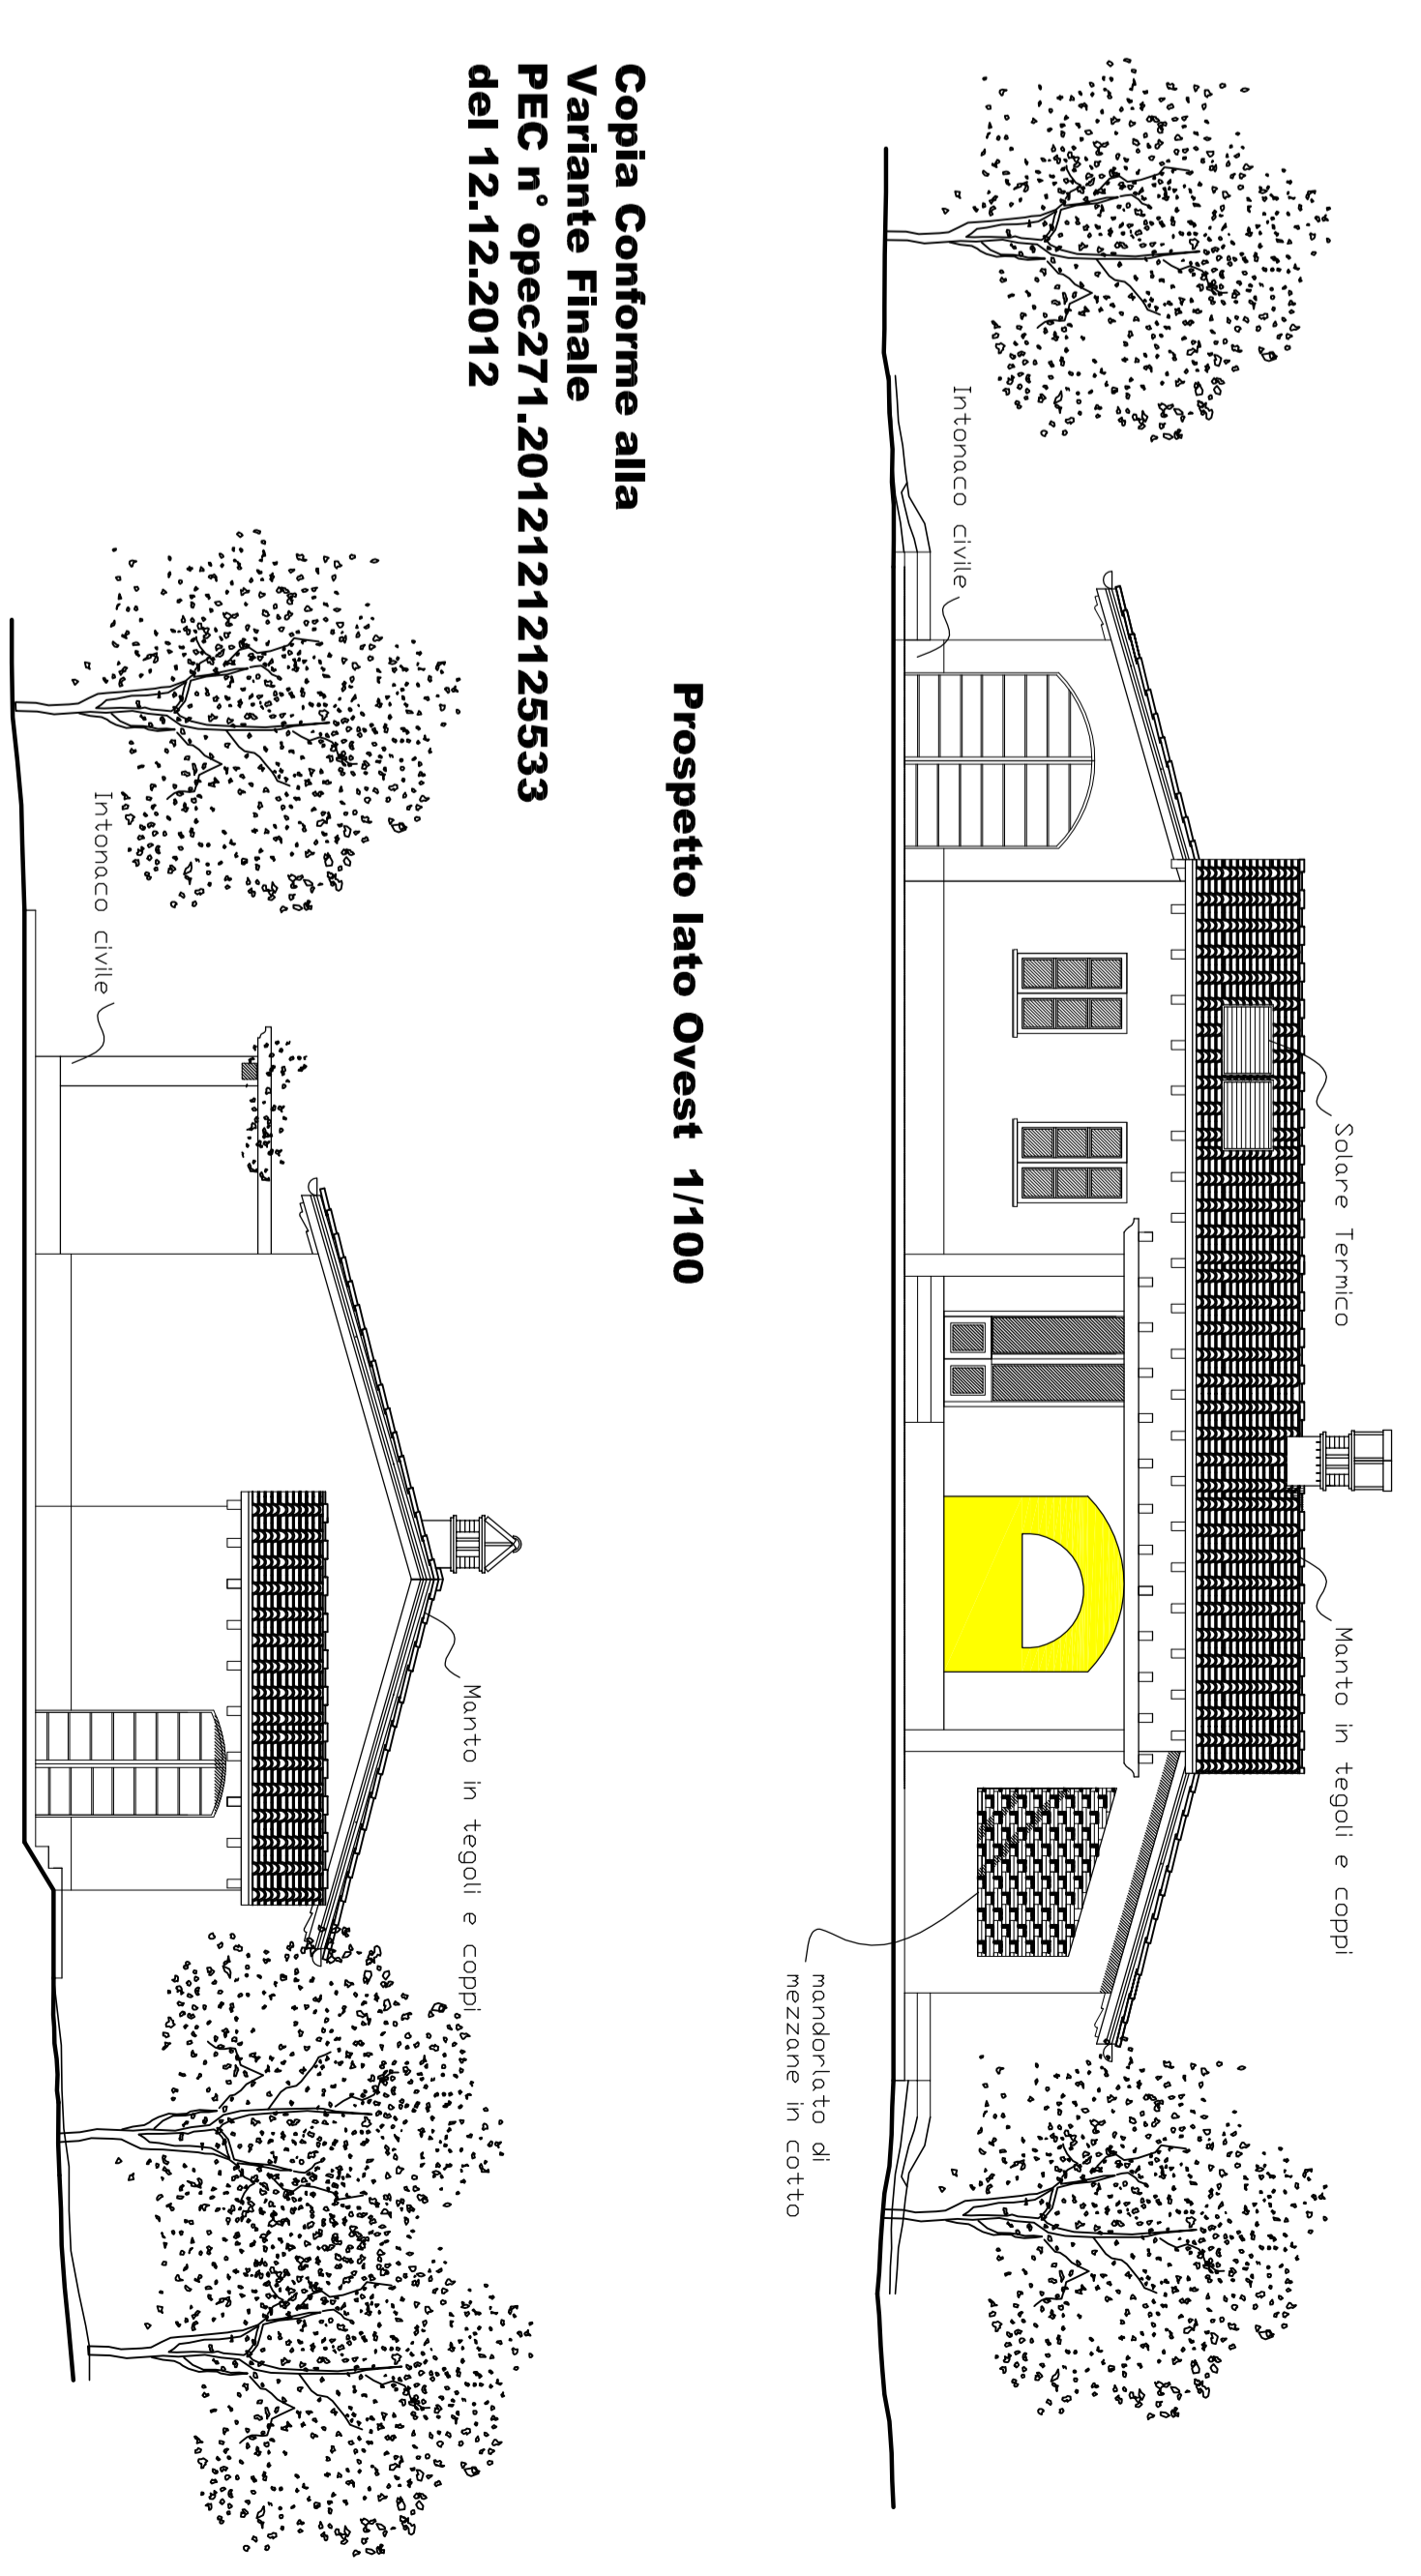 Solare Termico
Manto in tegoli e coppi
Intonaco civile
mandorlato di
mezzane in cotto
Prospetto lato Ovest 1/100
Copia Conforme alla
Variante Finale
PEC n° opec271.20121212125533
del 12.12.2012
Manto in tegoli e coppi
Intonaco civile